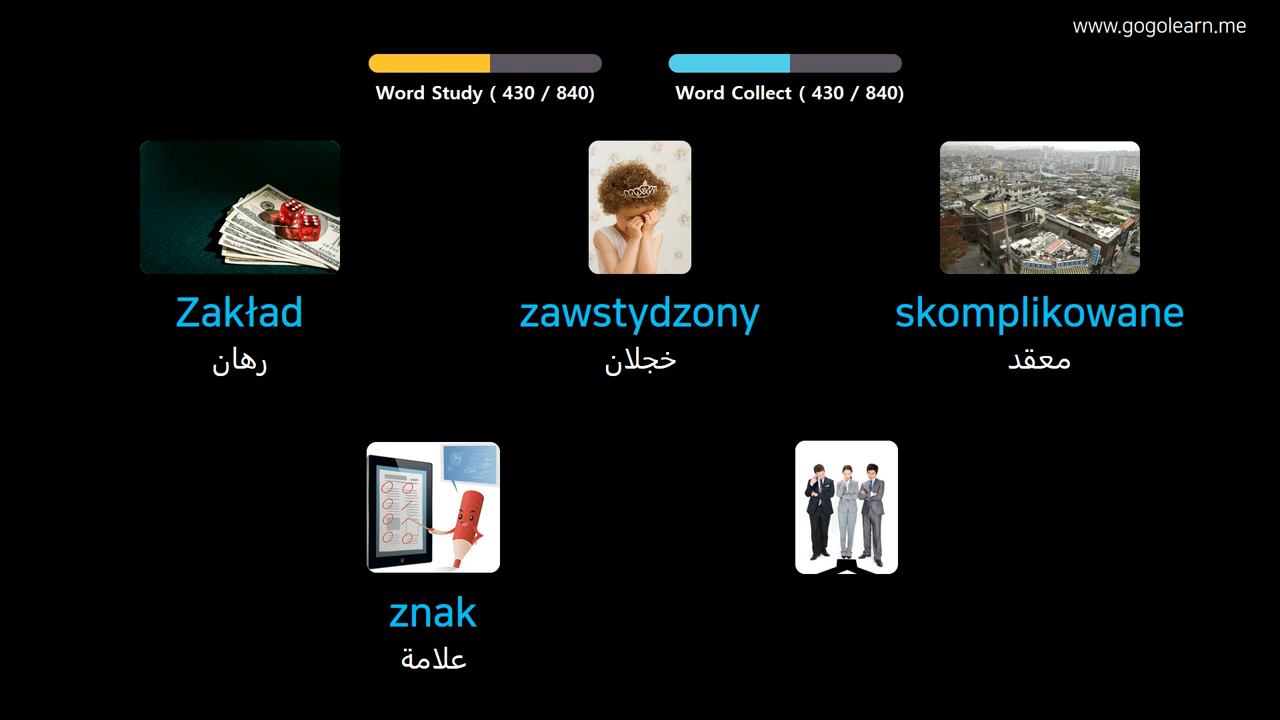 www.gogolearn.me
Word Study ( 430 / 840)
Word Collect ( 430 / 840)
Zakład
رهان
zawstydzony
خجلان
skomplikowane
معقد
znak
علامة